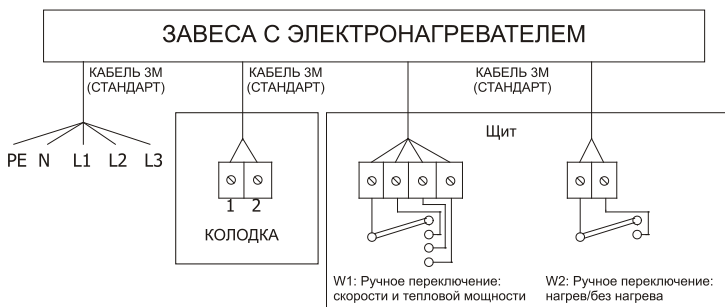 ЗАВЕСА С ЭЛЕКТРОНАГРЕВАТЕЛЕМ
КАБЕЛЬ 3М
(СТАНДАРТ)
КАБЕЛЬ 3М
(СТАНДАРТ)
КАБЕЛЬ 3М
(СТАНДАРТ)
PE N L1 L2 L3
1 2
КОЛОДКА
Щит
W1: Ручное переключение:
скорости и тепловой мощности
W2: Ручное переключение:
нагрев/без нагрева